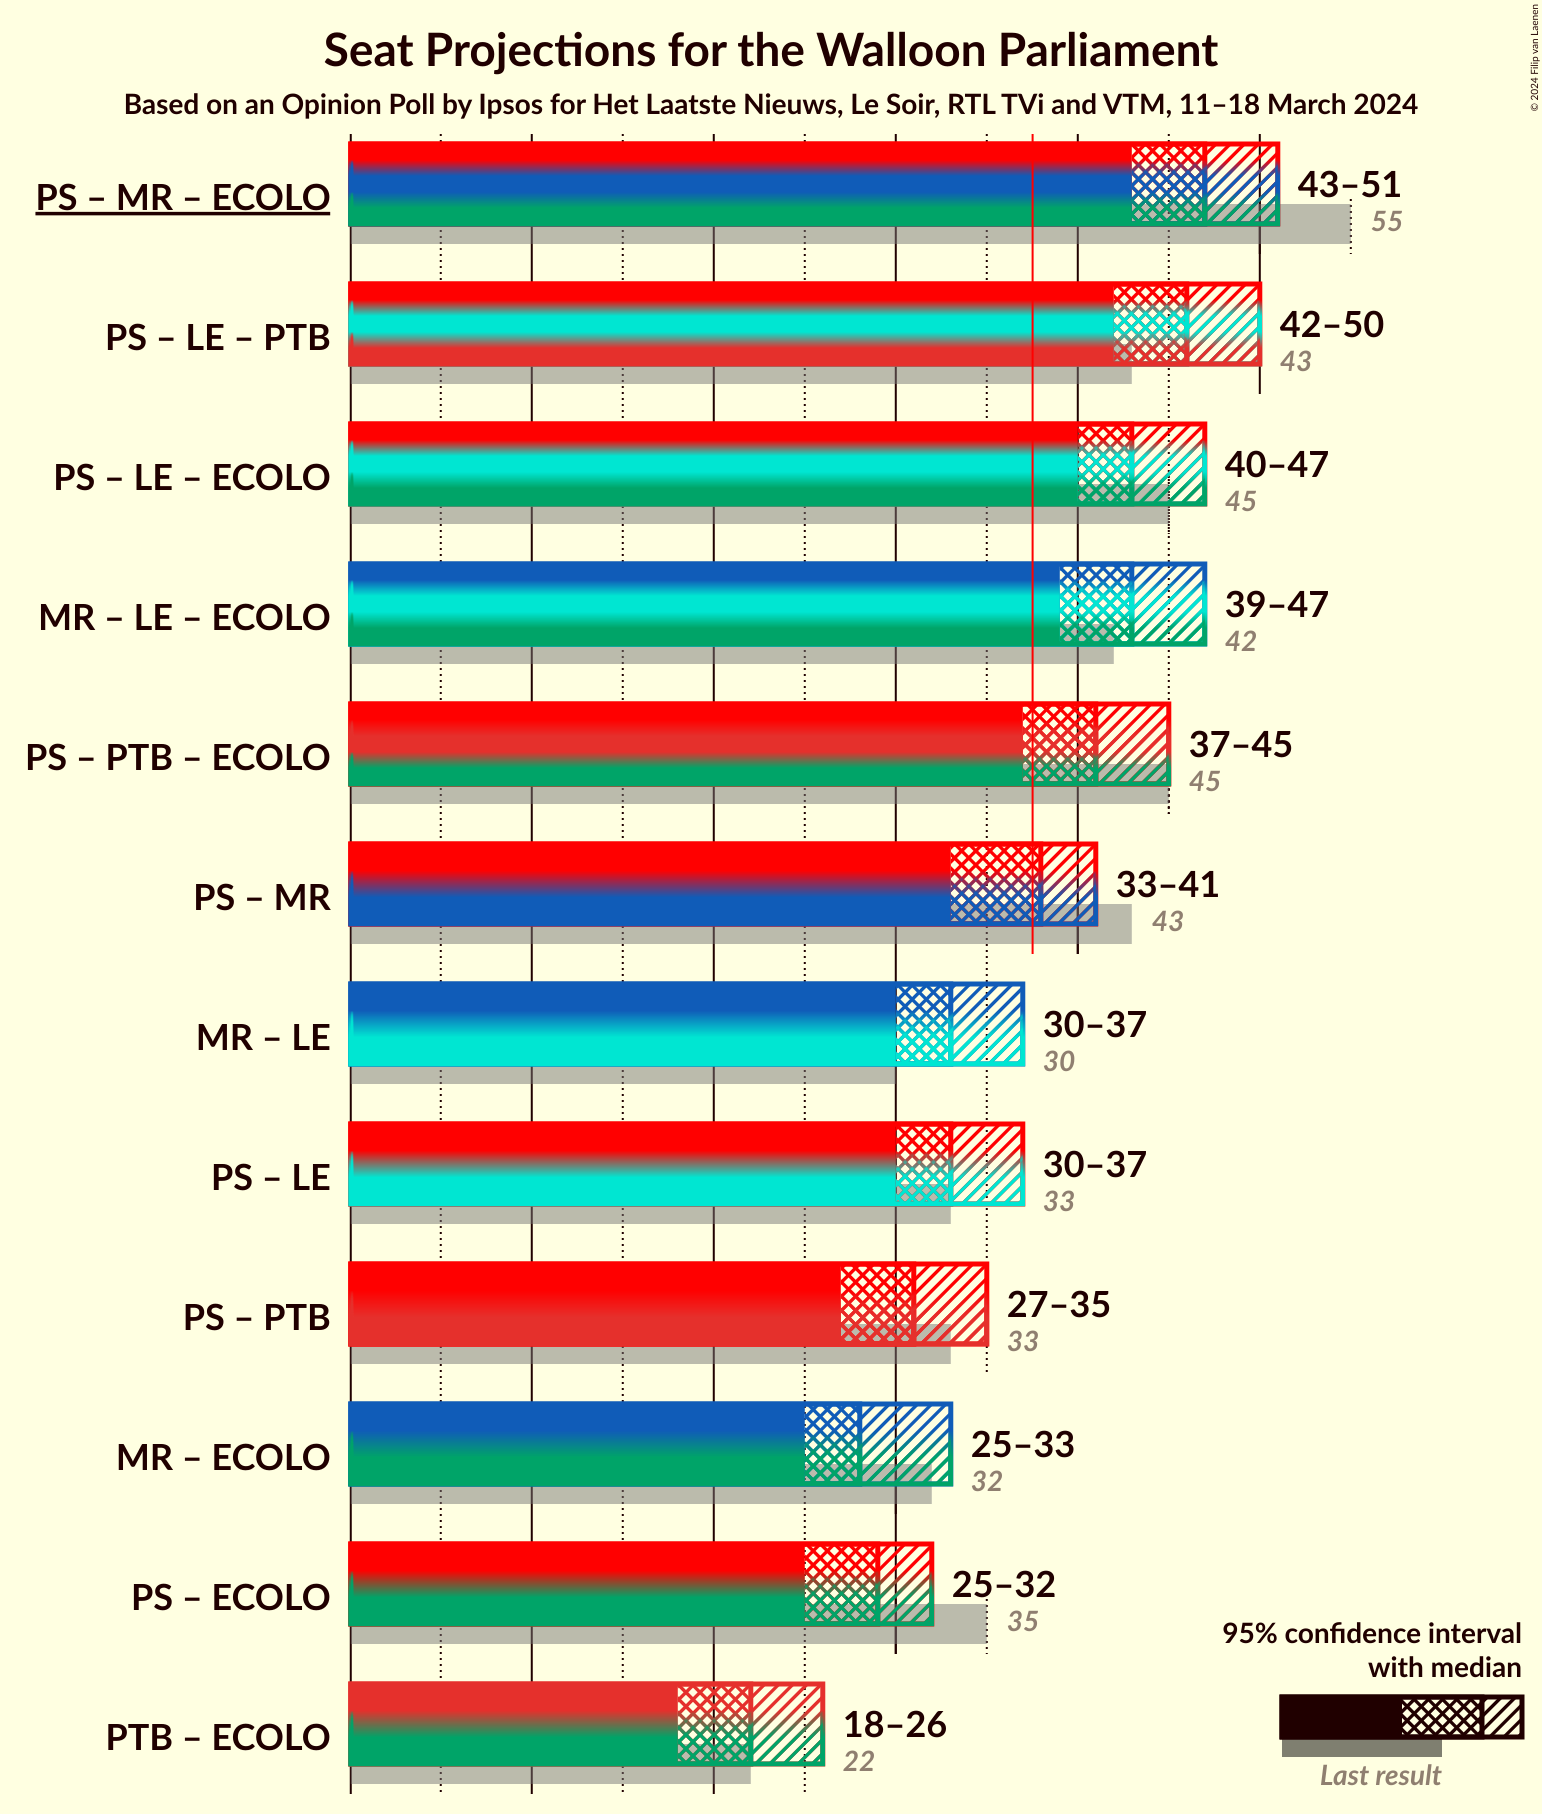 © 2024 Filip van Laenen
Seat Projections for the Walloon Parliament
Based on an Opinion Poll by Ipsos for Het Laatste Nieuws, Le Soir, RTL TVi and VTM, 11–18 March 2024
PS – MR – ECOLO
43–51
55
PS – LE – PTB
42–50
43
PS – LE – ECOLO
40–47
45
MR – LE – ECOLO
39–47
42
PS – PTB – ECOLO
37–45
45
PS – MR
33–41
43
MR – LE
30–37
30
PS – LE
30–37
33
PS – PTB
27–35
33
MR – ECOLO
25–33
32
PS – ECOLO
25–32
35
PTB – ECOLO
18–26
22
95% confidence interval
with median
Last result